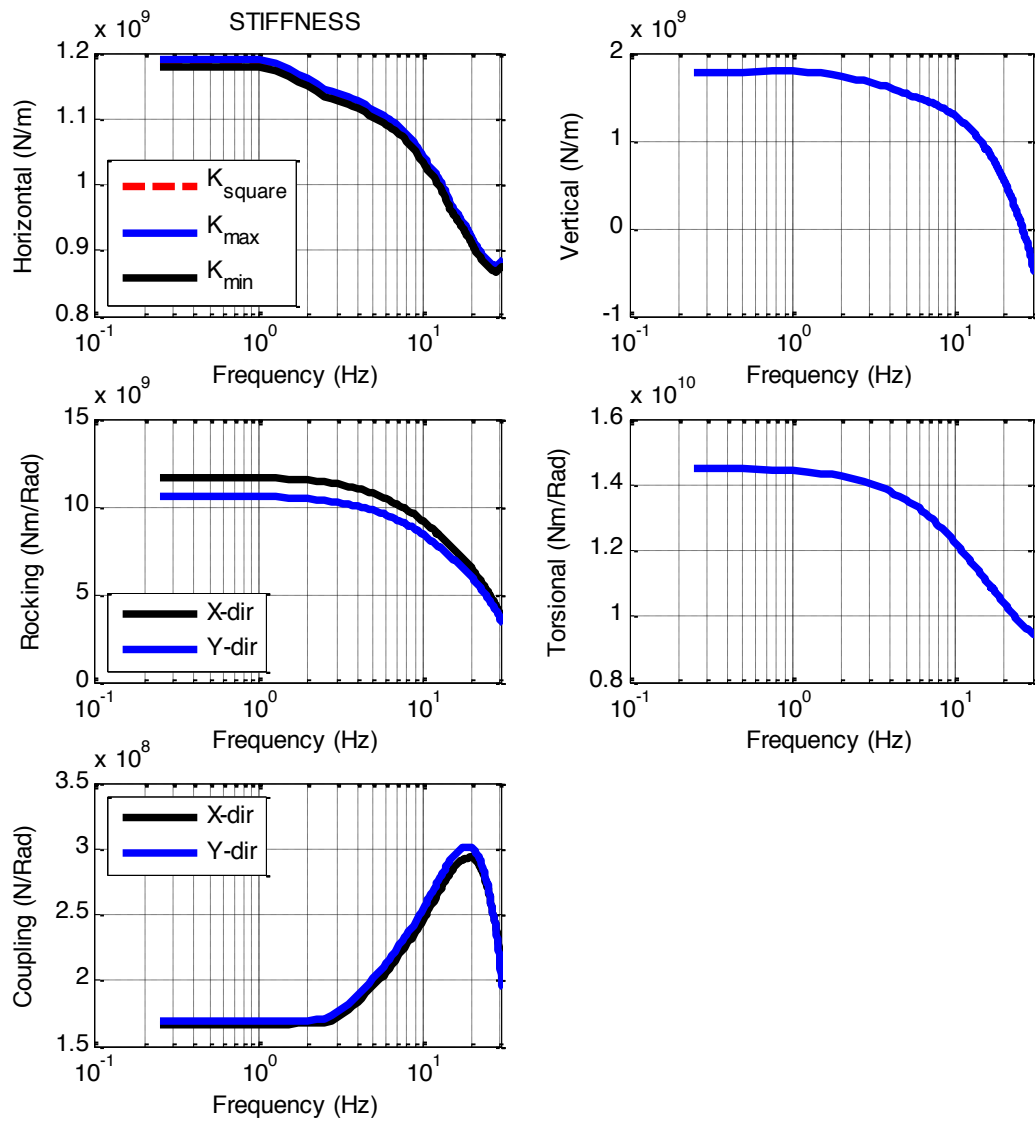 STIFFNESS
x 10^9
1.2
1.1
1
0.9
0.8
Horizontal (N/m)
K_square
K_max
K_min
10^-1
10^0
10^1
Frequency (Hz)
x 10^9
2
1
0
-1
Vertical (N/m)
10^-1
10^0
10^1
Frequency (Hz)
x 10^9
15
10
5
0
Rocking (Nm/Rad)
X-dir
Y-dir
10^-1
10^0
10^1
Frequency (Hz)
x 10^10
1.6
1.4
1.2
1
0.8
Torsional (Nm/Rad)
10^-1
10^0
10^1
Frequency (Hz)
x 10^8
3.5
3
2.5
2
1.5
Coupling (N/Rad)
X-dir
Y-dir
10^-1
10^0
10^1
Frequency (Hz)